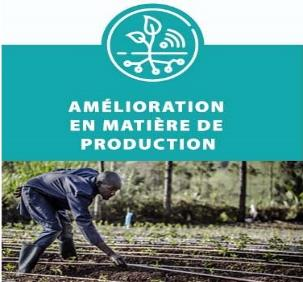 AMÉLIORATION
EN MATIÈRE DE
PRODUCTION